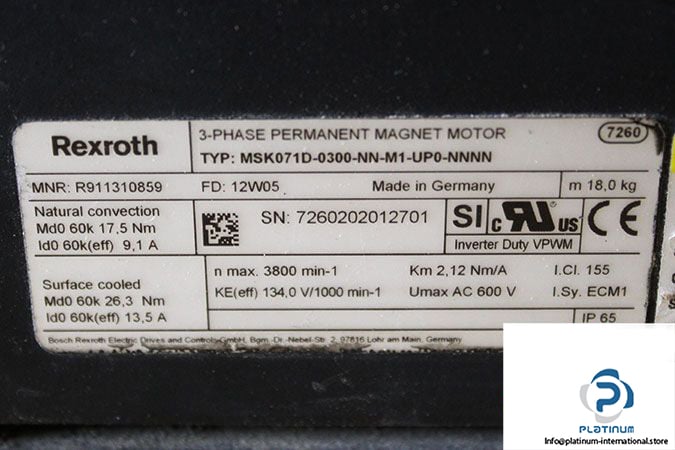 Rexroth
3-PHASE PERMANENT MAGNET MOTOR
7260
TYP: MSK071D-0300-NN-M1-UP0-NNNN
MNR: R911310859
FD: 12W05
Made in Germany
m 18,0 kg
Natural convection
Md0 60k 17,5 Nm
Id0 60k(eff) 9,1 A
SN: 7260202012701
SI
c RU US
CE
Inverter Duty VPWM
Surface cooled
Md0 60k 26,3 Nm
Id0 60k(eff) 13,5 A
n max. 3800 min-1
Km 2,12 Nm/A
I.Cl. 155
KE(eff) 134,0 V/1000 min-1
Umax AC 600 V
I.Sy. ECM1
IP 65
Bosch Rexroth Electric Drives and Controls GmbH, Bgm.-Dr.-Nebel-Str. 2, 97816 Lohr am Main. Germany
PLATINUM
Info@platinum-international.store